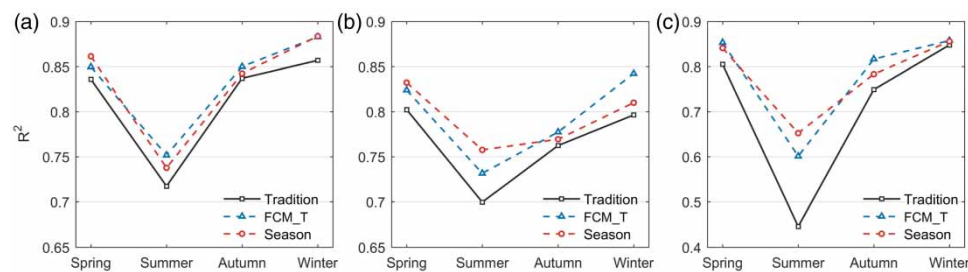 (a)
R²
0.9
0.85
0.8
0.75
0.7
0.65
Tradition
FCM_T
Season
Spring Summer Autumn Winter
(b)
0.9
0.85
0.8
0.75
0.7
0.65
Tradition
FCM_T
Season
Spring Summer Autumn Winter
(c)
0.9
0.8
0.7
0.6
0.5
0.4
Tradition
FCM_T
Season
Spring Summer Autumn Winter